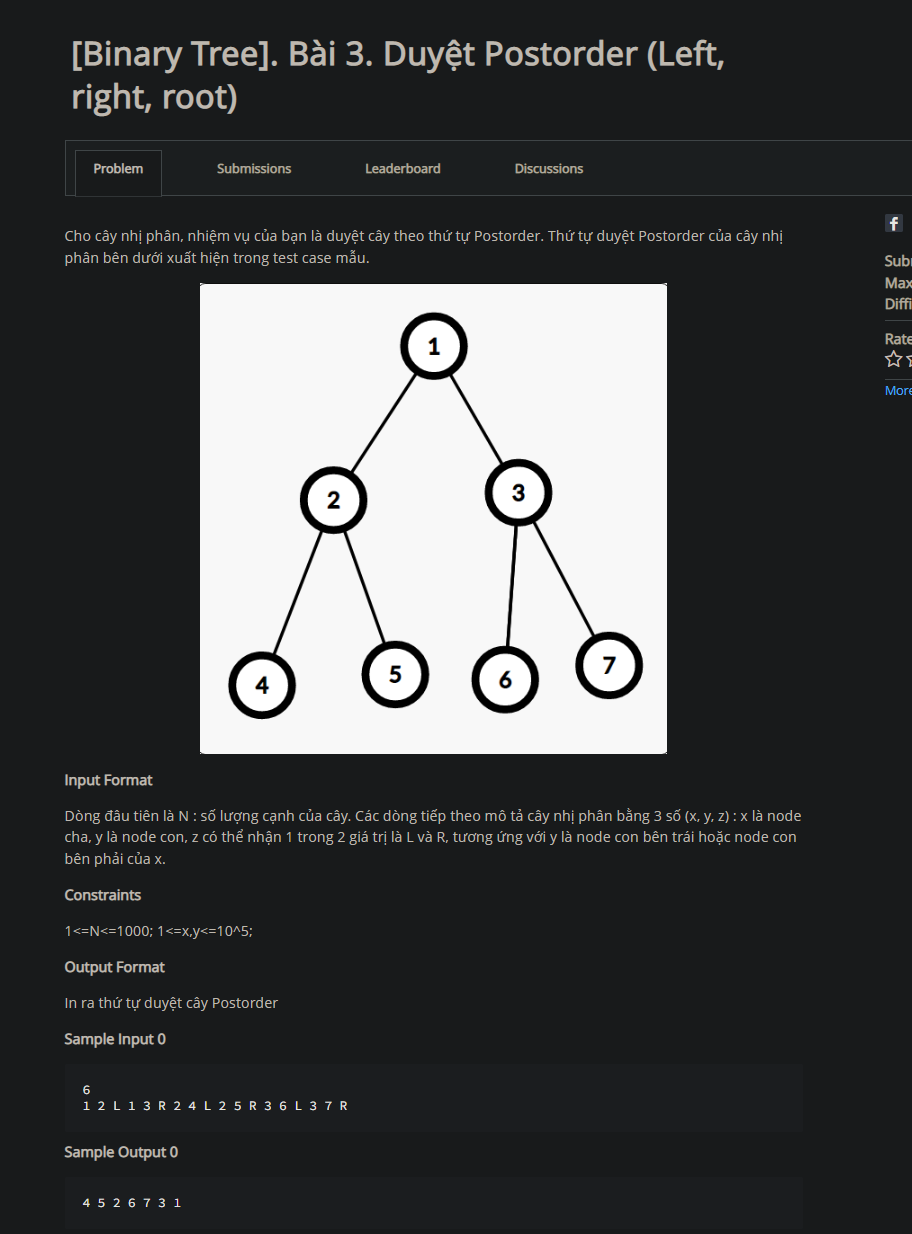 [Binary Tree]. Bài 3. Duyệt Postorder (Left,
right, root)
Problem
Submissions
Leaderboard
Discussions
Cho cây nhị phân, nhiệm vụ của bạn là duyệt cây theo thứ tự Postorder. Thứ tự duyệt Postorder của cây nhị
phân bên dưới xuất hiện trong test case mẫu.
f
Subr
Max
Diffi
Rate
More
1
2
3
4
5
6
7
Input Format
Dòng đâu tiên là N : số lượng cạnh của cây. Các dòng tiếp theo mô tả cây nhị phân bằng 3 số (x, y, z) : x là node
cha, y là node con, z có thể nhận 1 trong 2 giá trị là L và R, tương ứng với y là node con bên trái hoặc node con
bên phải của x.
Constraints
1<=N<=1000; 1<=x,y<=10^5;
Output Format
In ra thứ tự duyệt cây Postorder
Sample Input 0
6
1 2 L 1 3 R 2 4 L 2 5 R 3 6 L 3 7 R
Sample Output 0
4 5 2 6 7 3 1